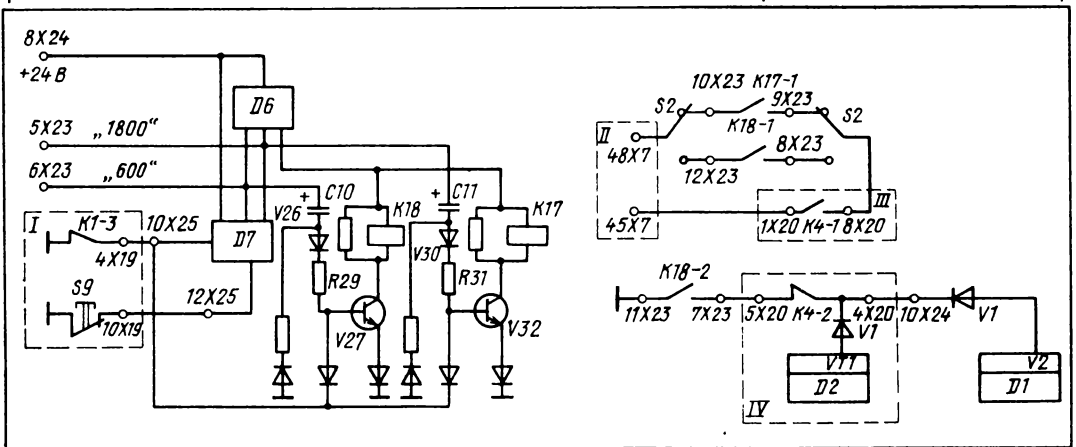 8X24
+24 В
D6
5X23 „1800“
6X23 „600“
I
K1-3
10X25
4X19
S9
10X19
12X25
D7
V26
+
C10
R29
V27
K18
+
C11
V30
R31
K17
V32
10X23 K17-1
S2
9X23
S2
K18-1
II
48X7
12X23
8X23
III
45X7
1X20 K4-1 8X20
K18-2
11X23
7X23
5X20
K4-2
4X20
10X24
V1
V1
D2
IV
V1
V2
D1